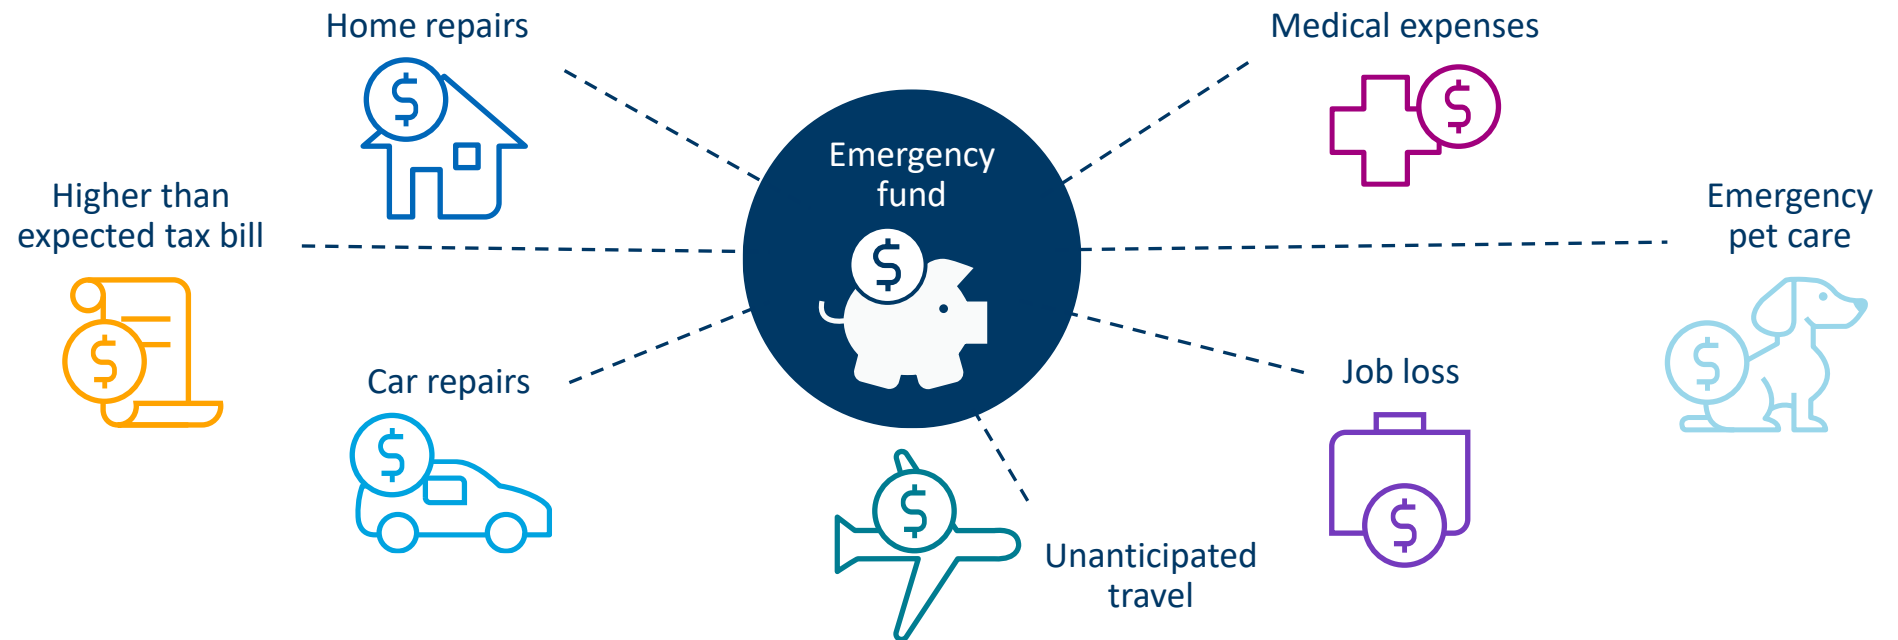 Home repairs
Medical expenses
Emergency
fund
Higher than
expected tax bill
Emergency
pet care
Car repairs
Job loss
Unanticipated
travel
$
$
$
$
$
$
$
$